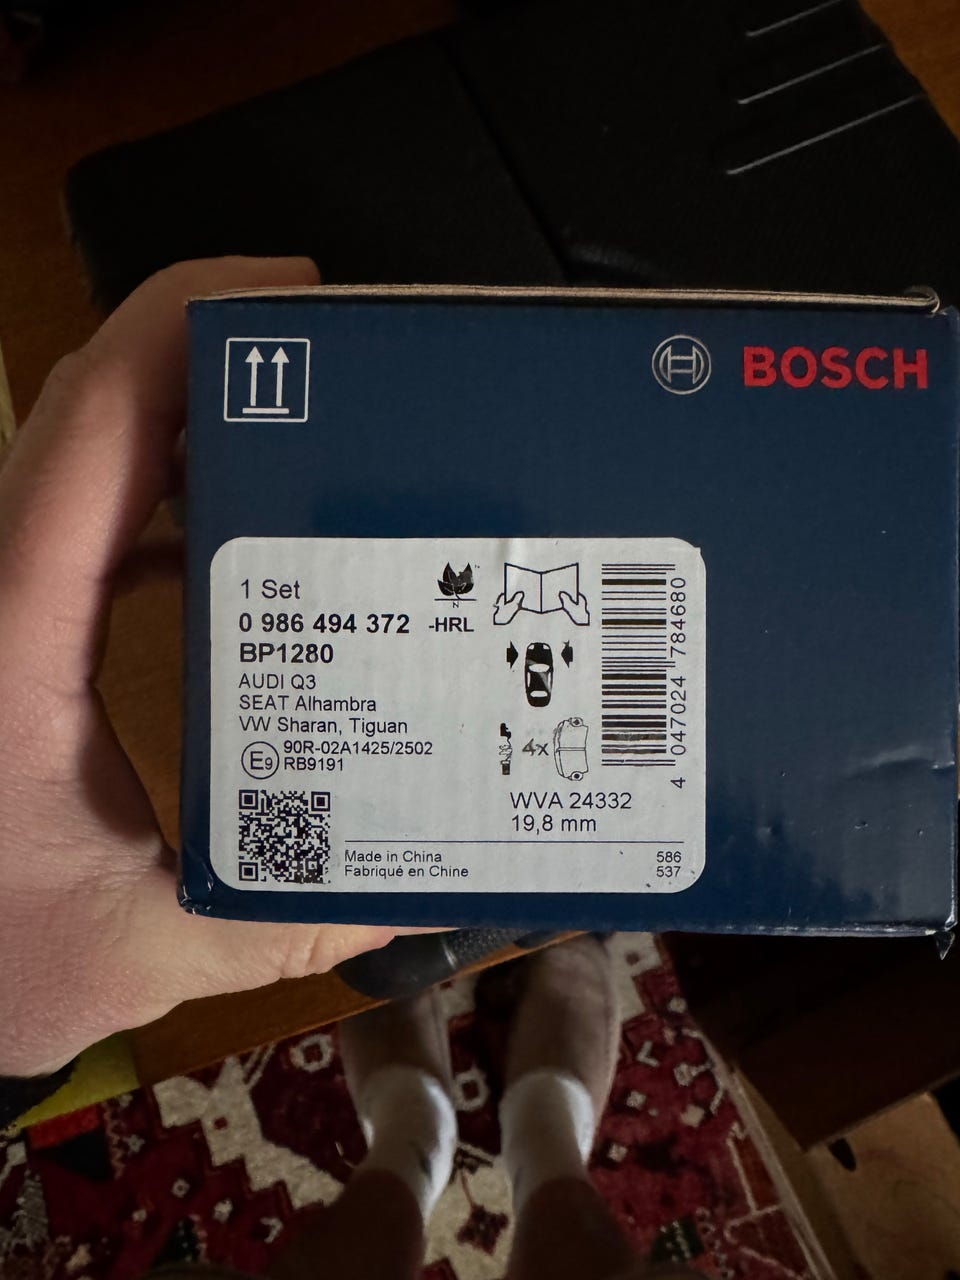 BOSCH
1 Set
0 986 494 372 -HRL
BP1280
AUDI Q3
SEAT Alhambra
VW Sharan, Tiguan
E9 90R-02A1425/2502
RB9191
N
4x
WVA 24332
19,8 mm
Made in China
Fabriqué en Chine
586
537
4 047024 784680